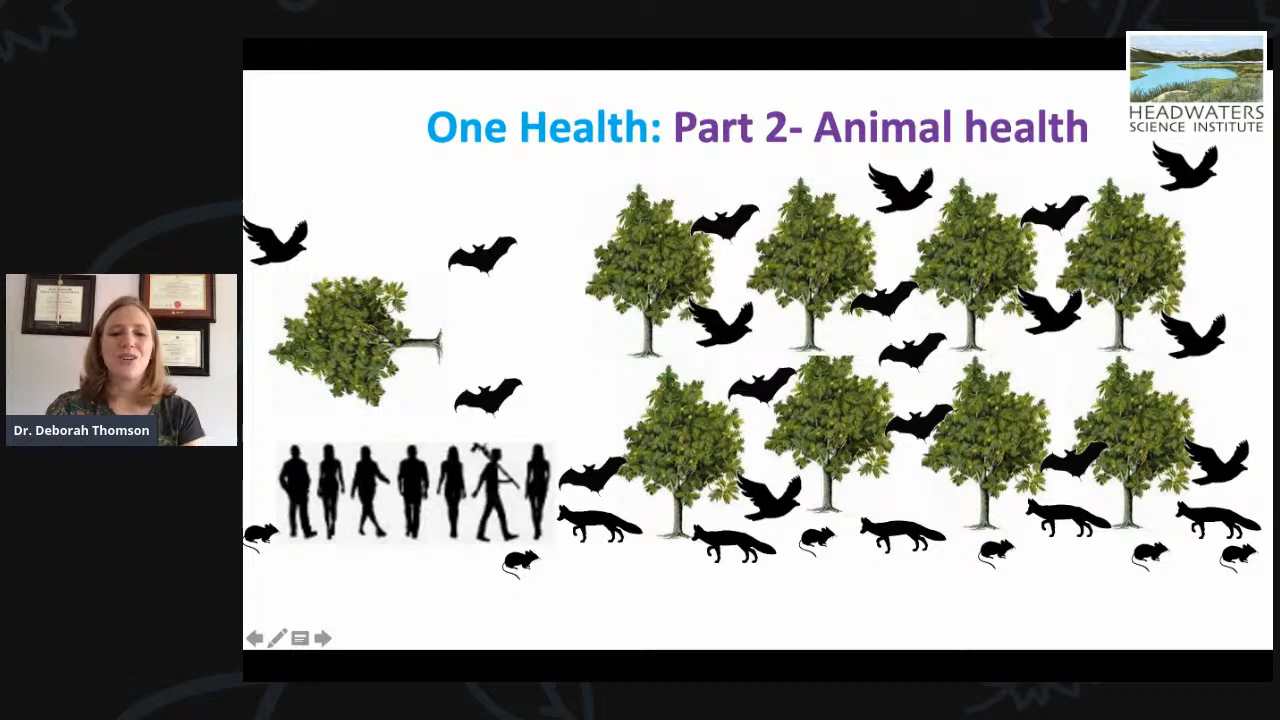 One Health: Part 2- Animal health
HEADWATERS
SCIENCE INSTITUTE
Dr. Deborah Thomson